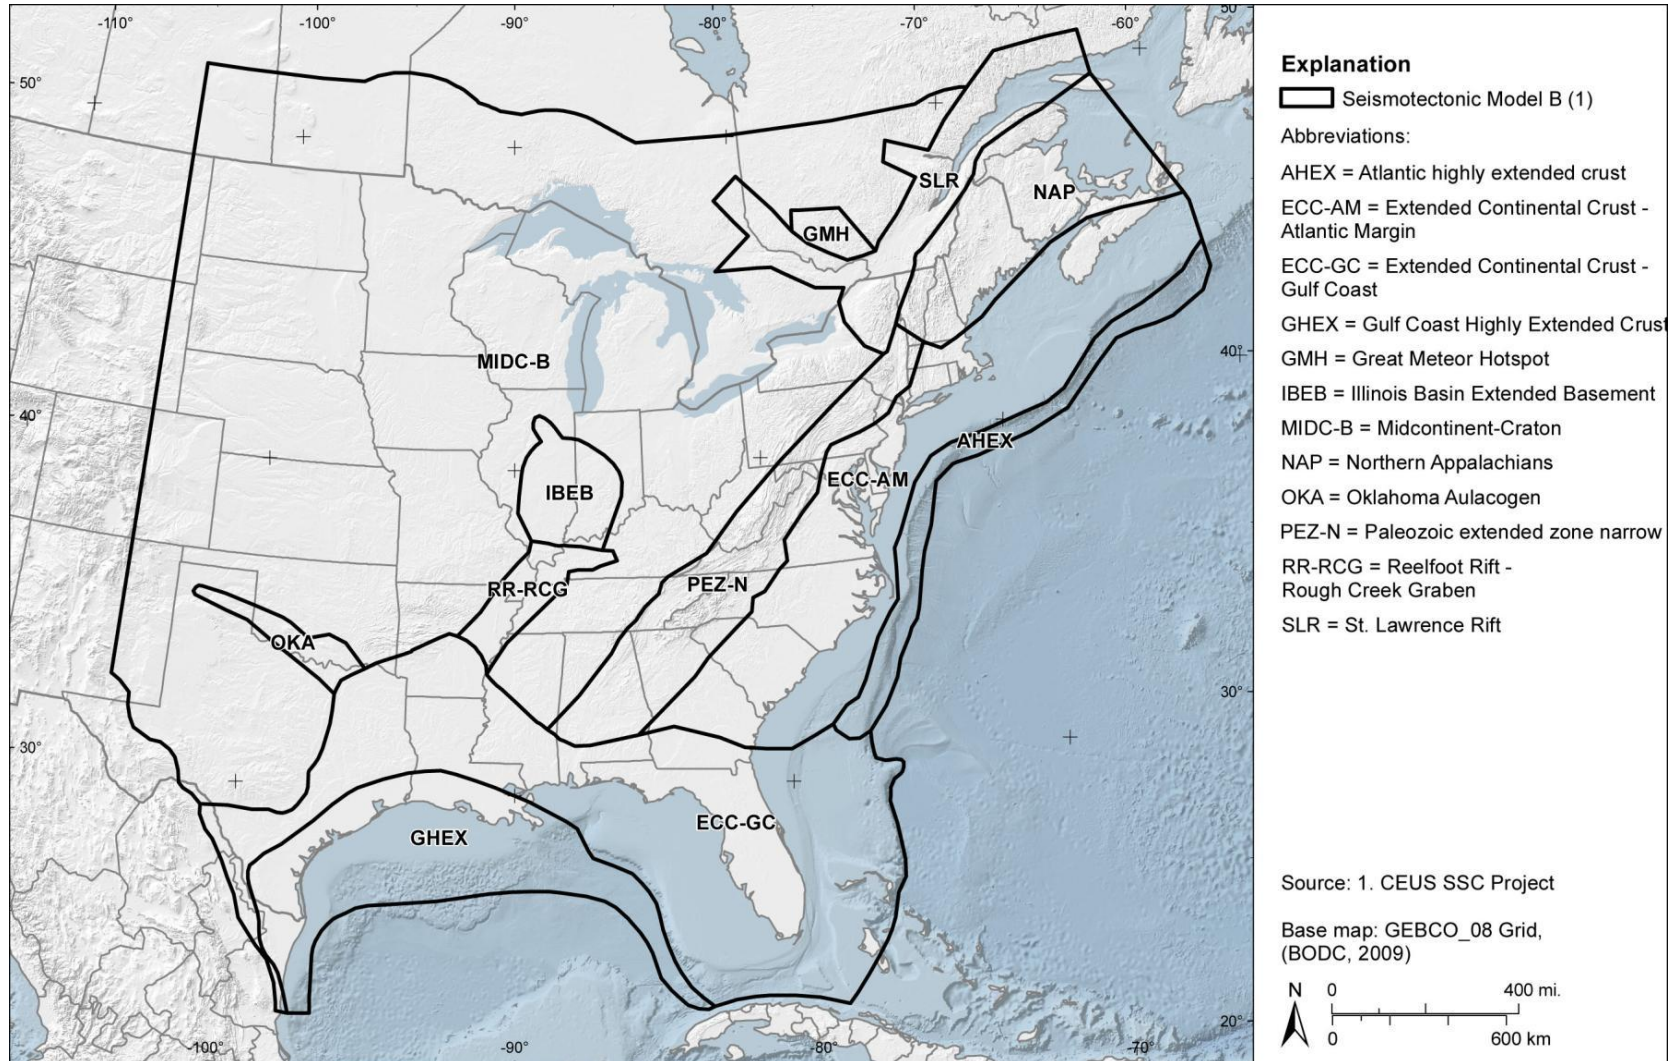 -110°
-100°
-90°
-80°
-70°
-60°
50°
50°
SLR
NAP
GMH
MIDC-B
40°
40°
AHEX
ECC-AM
IBEB
PEZ-N
RR-RCG
OKA
30°
30°
ECC-GC
GHEX
20°
-100°
-90°
-80°
-70°
Explanation
Seismotectonic Model B (1)
Abbreviations:
AHEX = Atlantic highly extended crust
ECC-AM = Extended Continental Crust -
Atlantic Margin
ECC-GC = Extended Continental Crust -
Gulf Coast
GHEX = Gulf Coast Highly Extended Crust
GMH = Great Meteor Hotspot
IBEB = Illinois Basin Extended Basement
MIDC-B = Midcontinent-Craton
NAP = Northern Appalachians
OKA = Oklahoma Aulacogen
PEZ-N = Paleozoic extended zone narrow
RR-RCG = Reelfoot Rift -
Rough Creek Graben
SLR = St. Lawrence Rift
Source: 1. CEUS SSC Project
Base map: GEBCO_08 Grid,
(BODC, 2009)
N
0 400 mi.
0 600 km